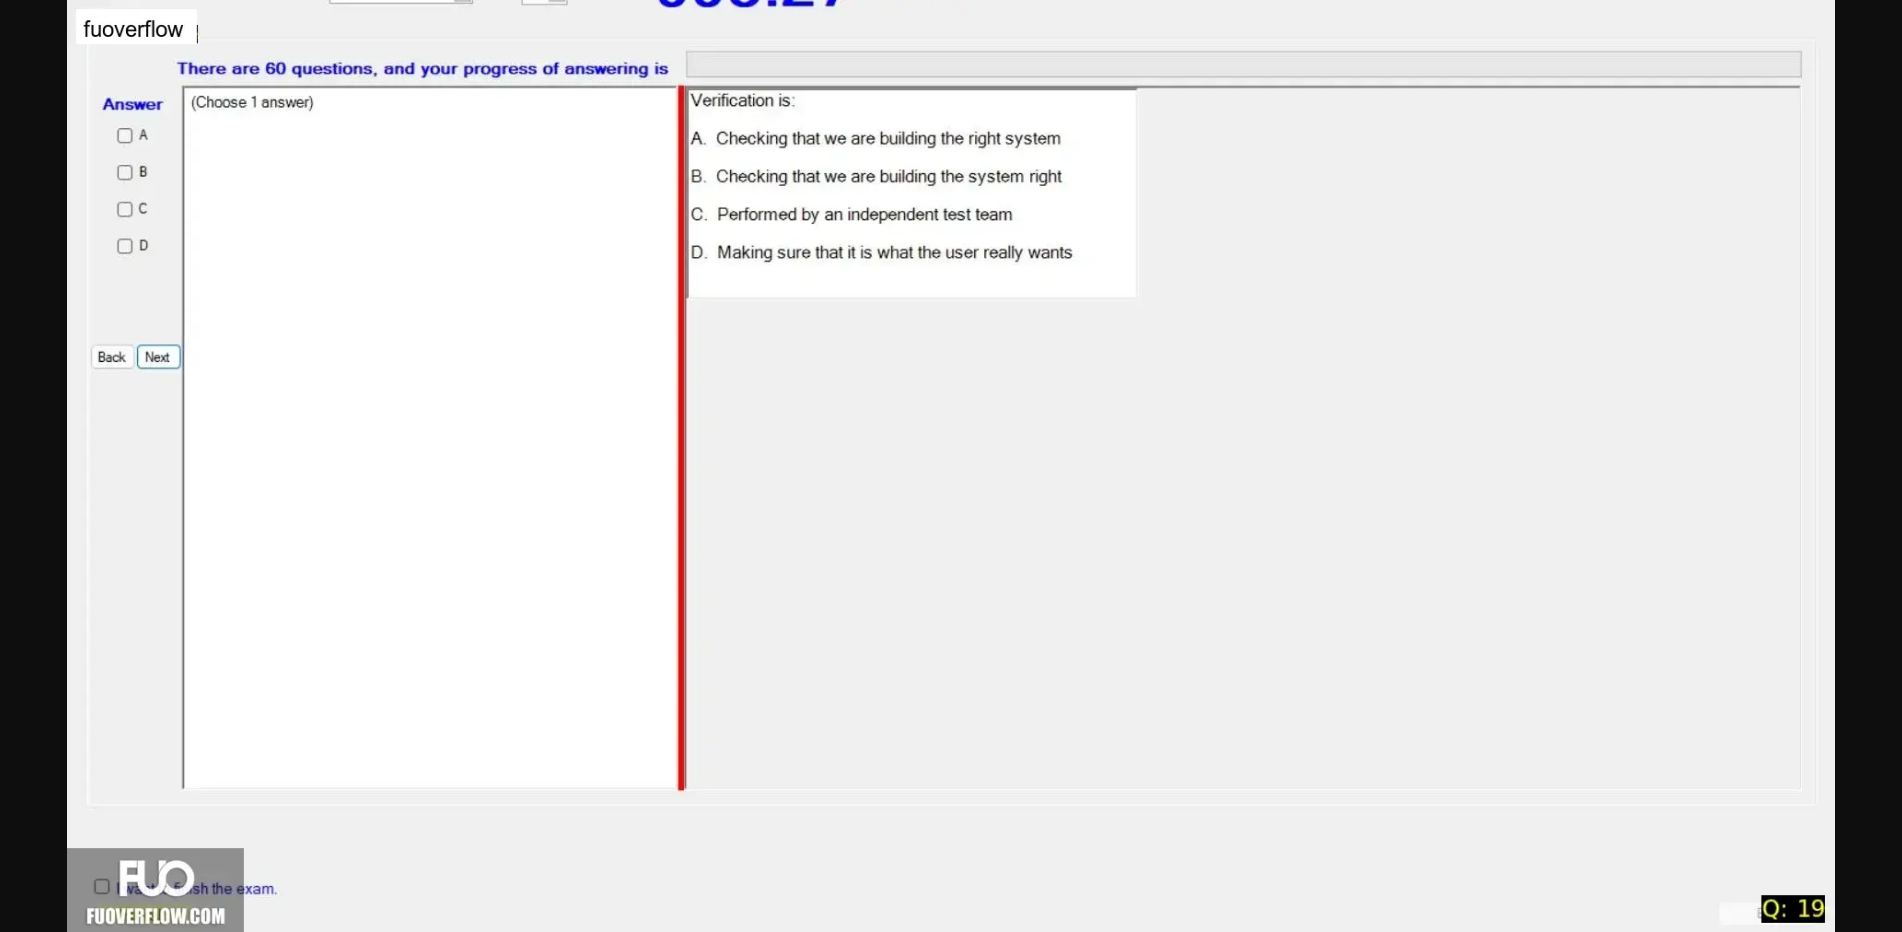 fuoverflow
There are 60 questions, and your progress of answering is
Answer
(Choose 1 answer)
A
B
C
D
Back Next
Verification is:
A. Checking that we are building the right system
B. Checking that we are building the system right
C. Performed by an independent test team
D. Making sure that it is what the user really wants
I want finish the exam.
FUO
FUOVERFLOW.COM
Q: 19